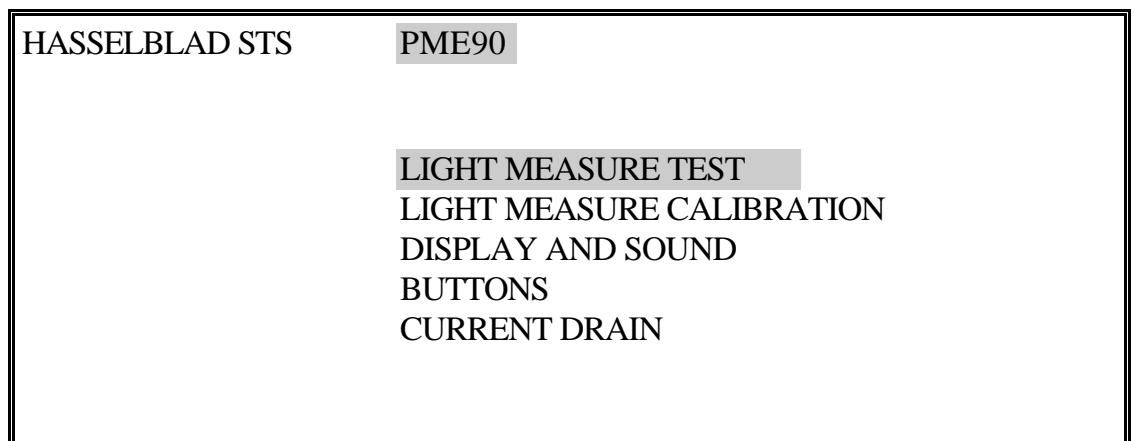 HASSELBLAD STS PME90
LIGHT MEASURE TEST
LIGHT MEASURE CALIBRATION
DISPLAY AND SOUND
BUTTONS
CURRENT DRAIN